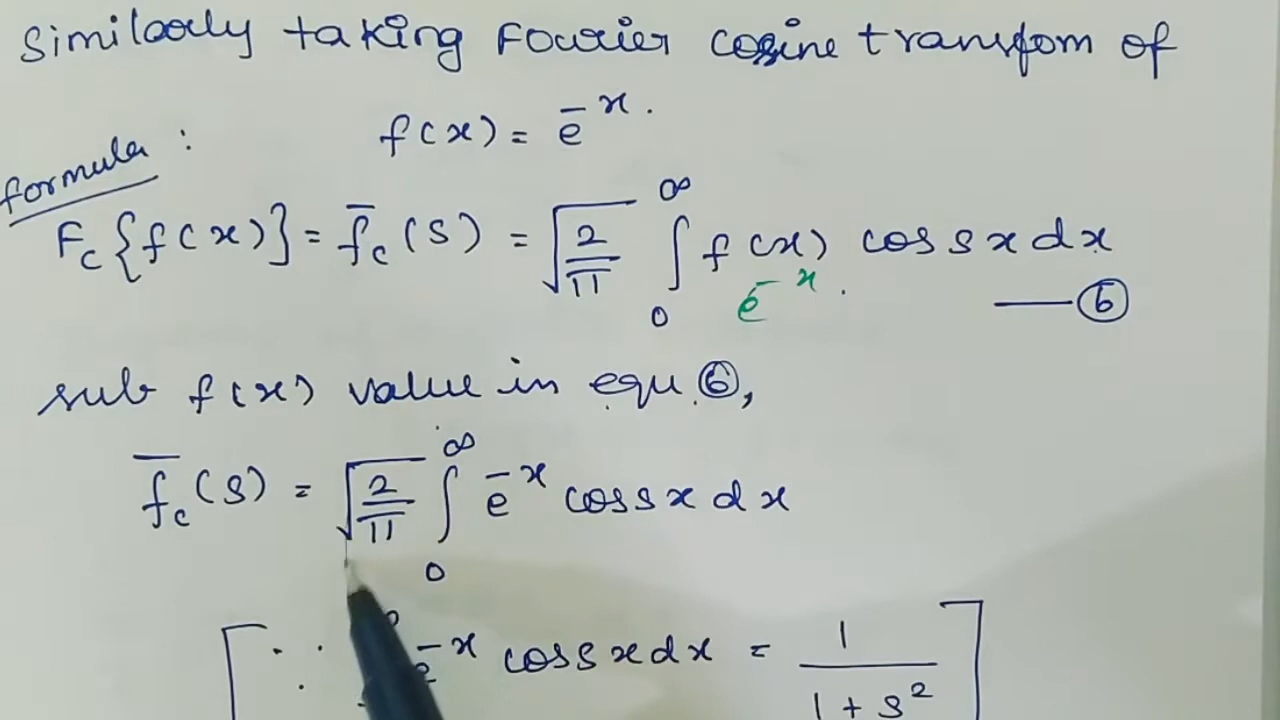 Similarly taking Fourier cosine transfom of
f(x) = e^-x.
formula:
F_c{f(x)} = f̄_c(s) = √(2/π) ∫_0^∞ f(x) cos sx dx
e^-x. —⑥
sub f(x) value in equ ⑥,
f̄_c(s) = √(2/π) ∫_0^∞ e^-x cos sx dx
[∵ e^-x cos sx dx = 1/(1+s²)]